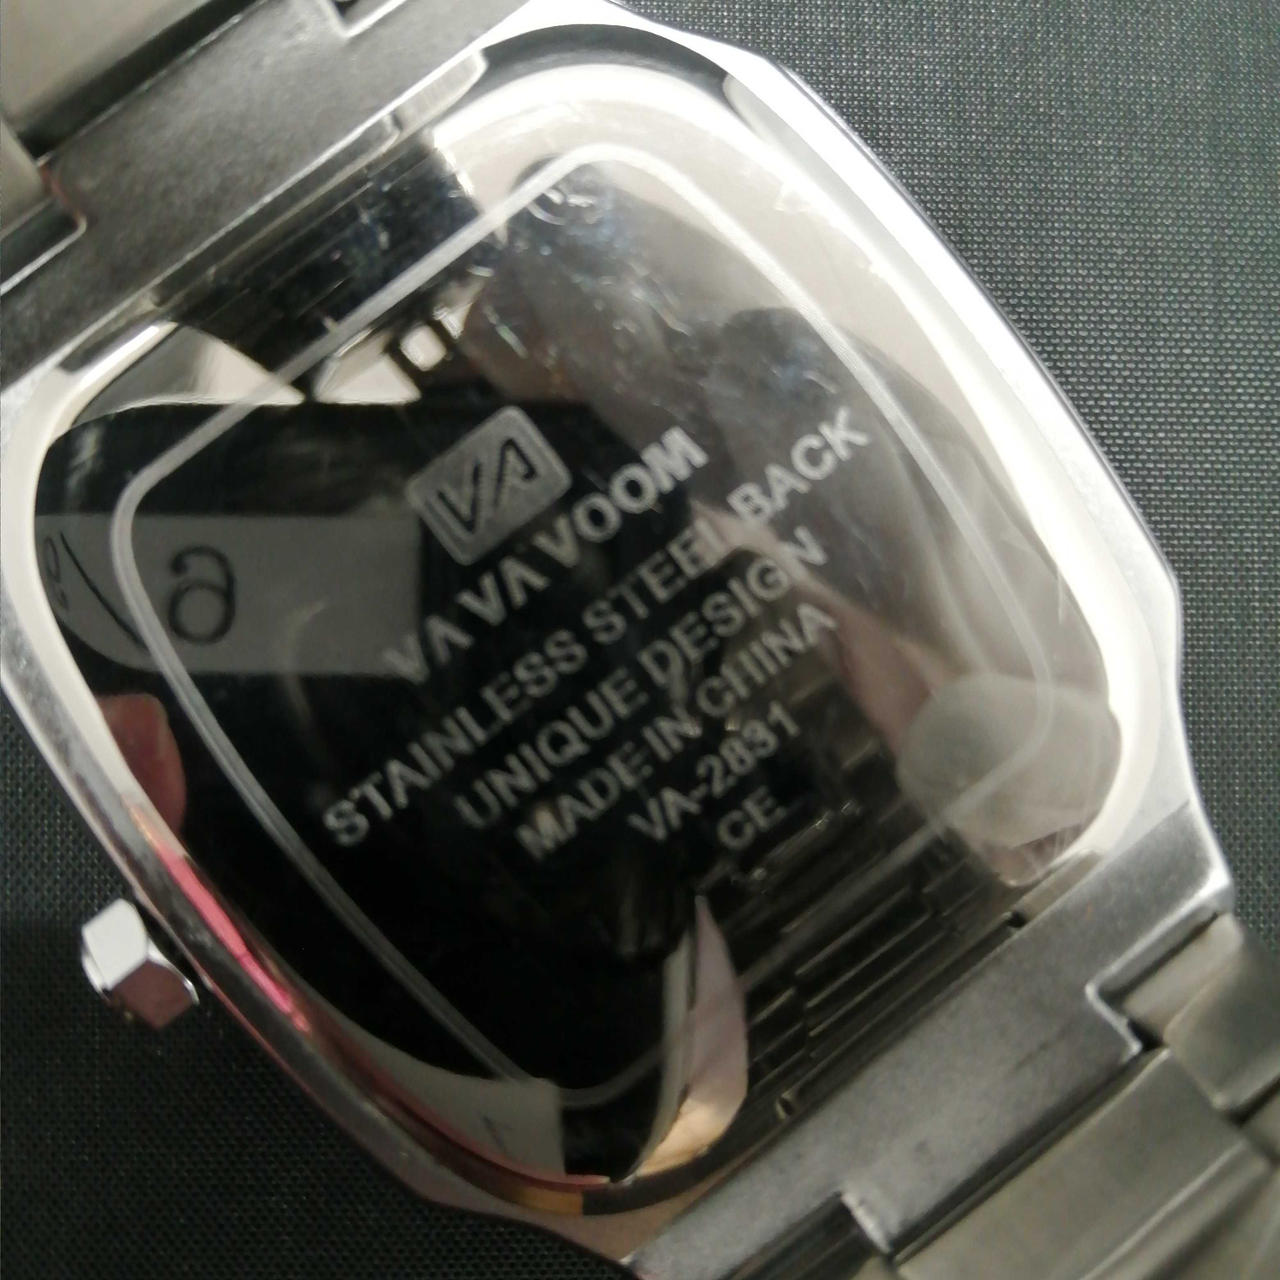 VA
VA VA VOOM
STAINLESS STEEL BACK
UNIQUE DESIGN
MADE IN CHINA
VA-2831
CE